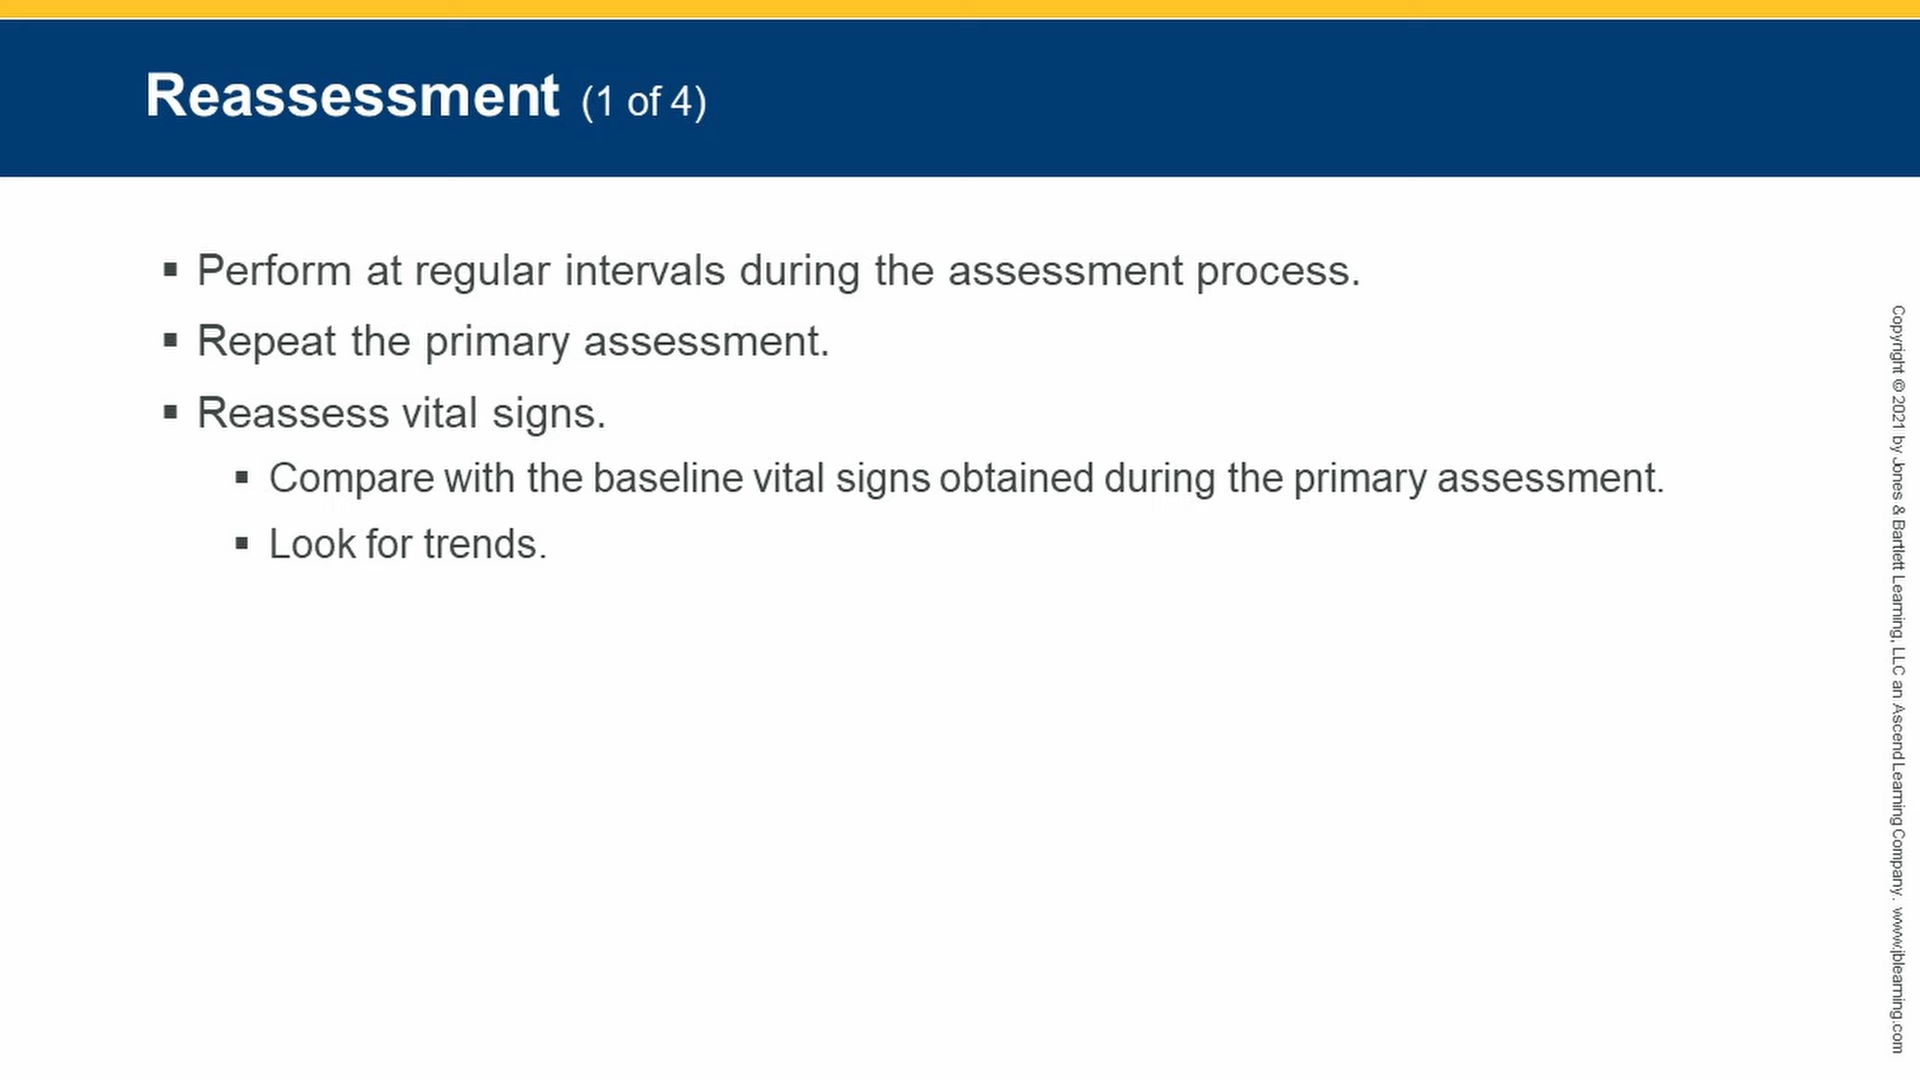 Reassessment (1 of 4)
▪ Perform at regular intervals during the assessment process.
▪ Repeat the primary assessment.
▪ Reassess vital signs.
▪ Compare with the baseline vital signs obtained during the primary assessment.
▪ Look for trends.
Copyright © 2021 by Jones & Bartlett Learning, LLC an Ascend Learning Company. www.jblearning.com